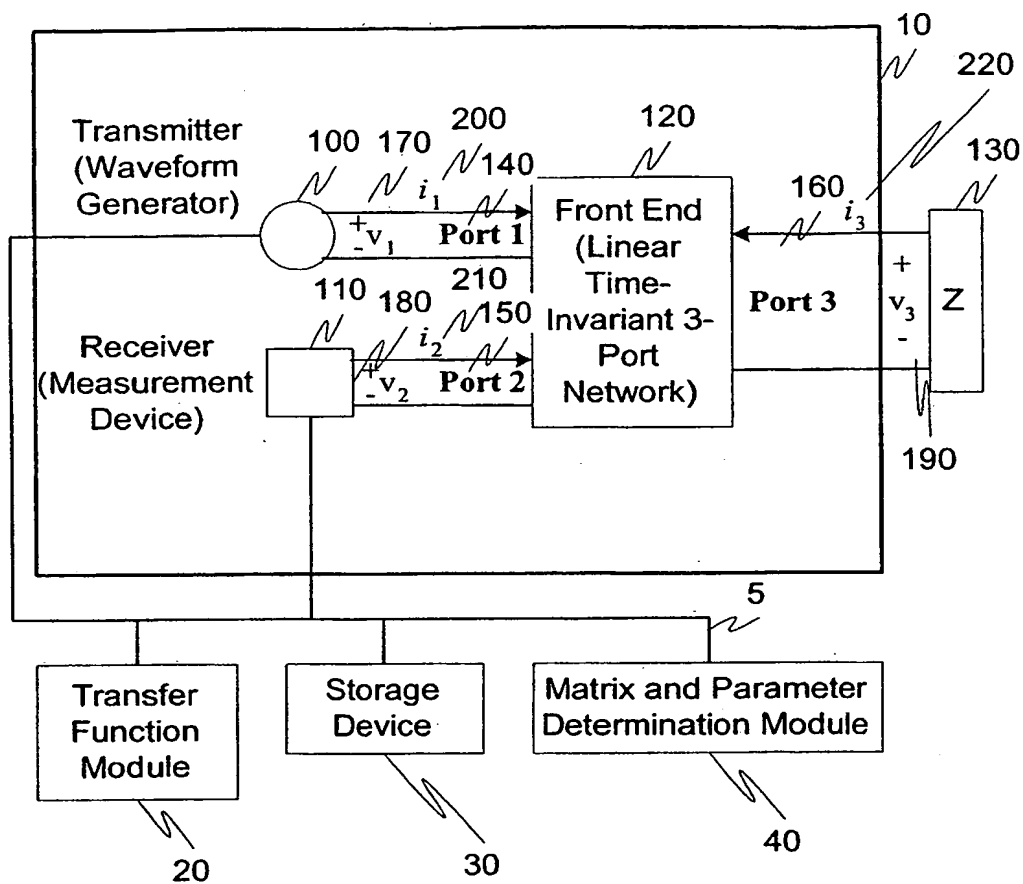 10
220
Transmitter
(Waveform
Generator)
100
170
200
140
120
130
i1
+
v1
-
Port 1
Front End
(Linear
Time-
Invariant 3-
Port
Network)
160
i3
Port 3
+
v3
-
Z
190
110
180
210
150
i2
+
v2
-
Port 2
Receiver
(Measurement
Device)
5
Transfer
Function
Module
Storage
Device
Matrix and Parameter
Determination Module
20
30
40